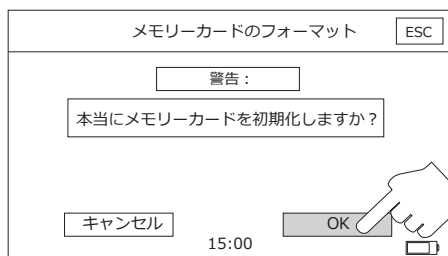 メモリーカードのフォーマット
ESC
警告：
本当にメモリーカードを初期化しますか？
キャンセル
OK
15:00